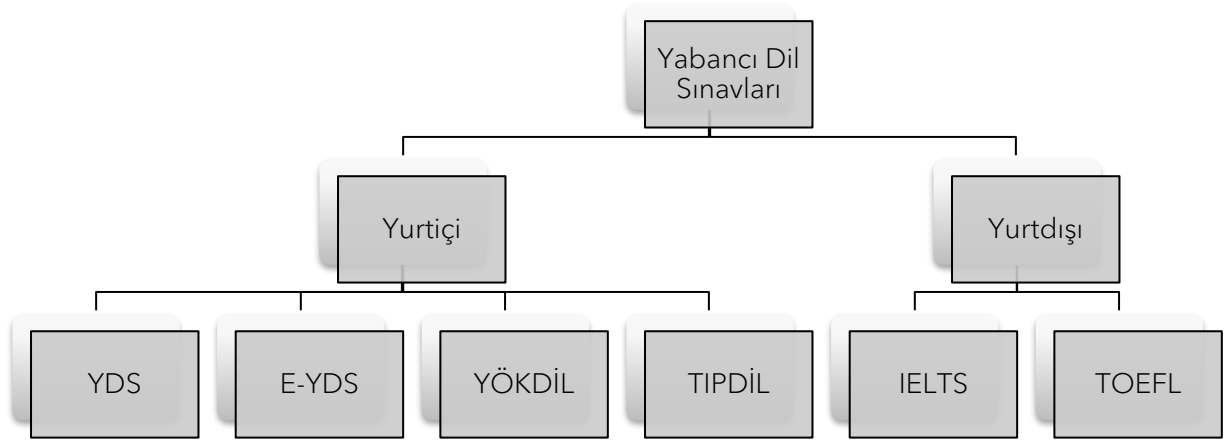 Yabancı Dil
Sınavları
Yurtiçi
Yurtdışı
YDS
E-YDS
YÖKDİL
TIPDİL
IELTS
TOEFL